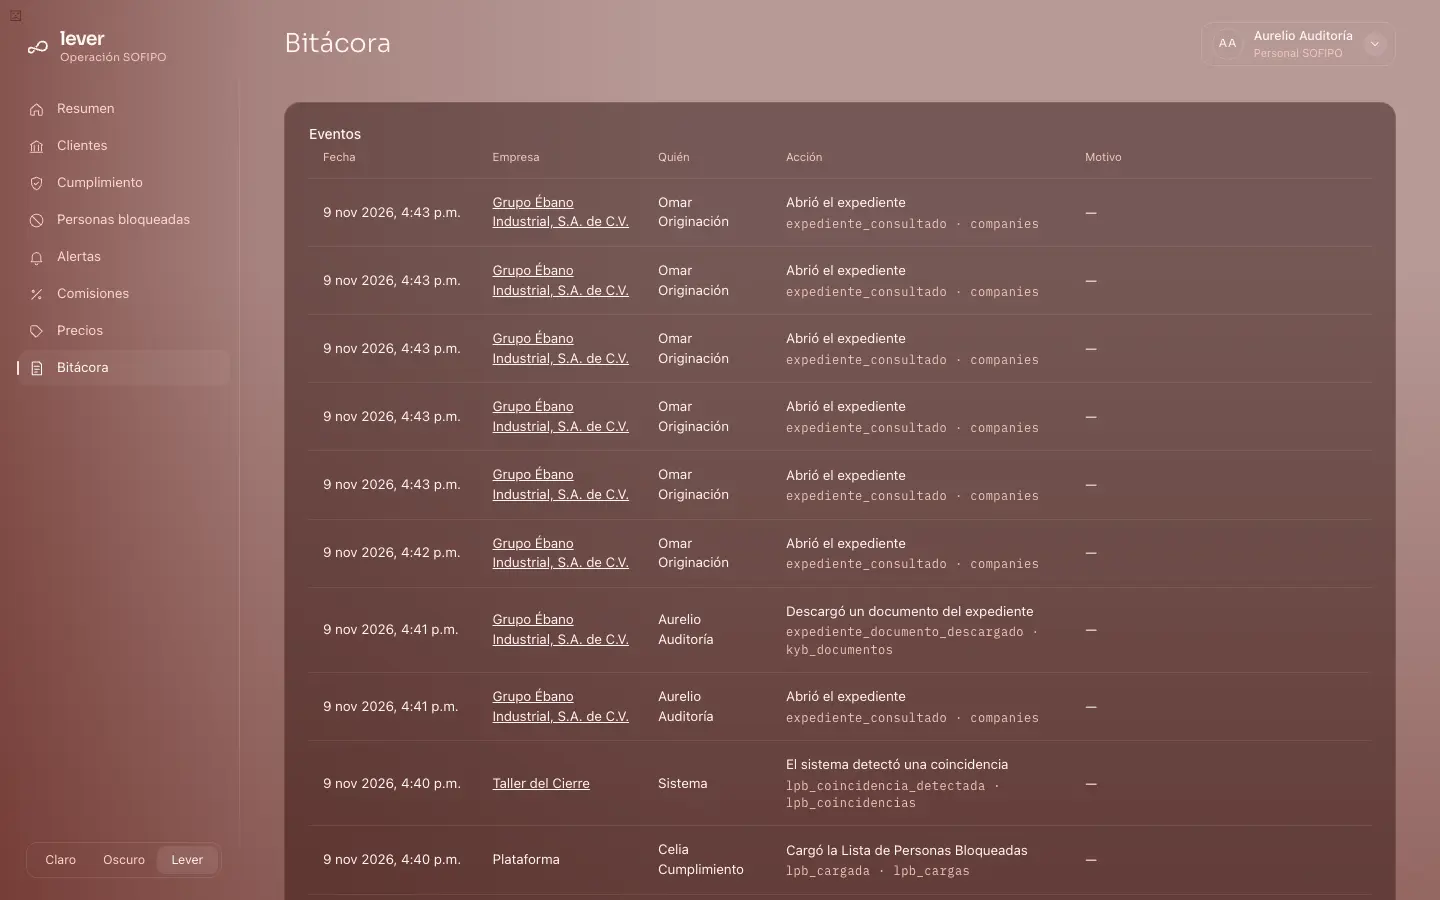 lever
Operación SOFIPO
Resumen
Clientes
Cumplimiento
Personas bloqueadas
Alertas
Comisiones
Precios
Bitácora
Claro Oscuro Lever
Bitácora
AA
Aurelio Auditoría
Personal SOFIPO
Eventos
Fecha Empresa Quién Acción Motivo
9 nov 2026, 4:43 p.m.
Grupo Ébano
Industrial, S.A. de C.V.
Omar
Originación
Abrió el expediente
expediente_consultado · companies
—
9 nov 2026, 4:43 p.m.
Grupo Ébano
Industrial, S.A. de C.V.
Omar
Originación
Abrió el expediente
expediente_consultado · companies
—
9 nov 2026, 4:43 p.m.
Grupo Ébano
Industrial, S.A. de C.V.
Omar
Originación
Abrió el expediente
expediente_consultado · companies
—
9 nov 2026, 4:43 p.m.
Grupo Ébano
Industrial, S.A. de C.V.
Omar
Originación
Abrió el expediente
expediente_consultado · companies
—
9 nov 2026, 4:43 p.m.
Grupo Ébano
Industrial, S.A. de C.V.
Omar
Originación
Abrió el expediente
expediente_consultado · companies
—
9 nov 2026, 4:42 p.m.
Grupo Ébano
Industrial, S.A. de C.V.
Omar
Originación
Abrió el expediente
expediente_consultado · companies
—
9 nov 2026, 4:41 p.m.
Grupo Ébano
Industrial, S.A. de C.V.
Aurelio
Auditoría
Descargó un documento del expediente
expediente_documento_descargado ·
kyb_documentos
—
9 nov 2026, 4:41 p.m.
Grupo Ébano
Industrial, S.A. de C.V.
Aurelio
Auditoría
Abrió el expediente
expediente_consultado · companies
—
9 nov 2026, 4:40 p.m.
Taller del Cierre
Sistema
El sistema detectó una coincidencia
lpb_coincidencia_detectada ·
lpb_coincidencias
—
9 nov 2026, 4:40 p.m.
Plataforma
Celia
Cumplimiento
Cargó la Lista de Personas Bloqueadas
lpb_cargada · lpb_cargas
—